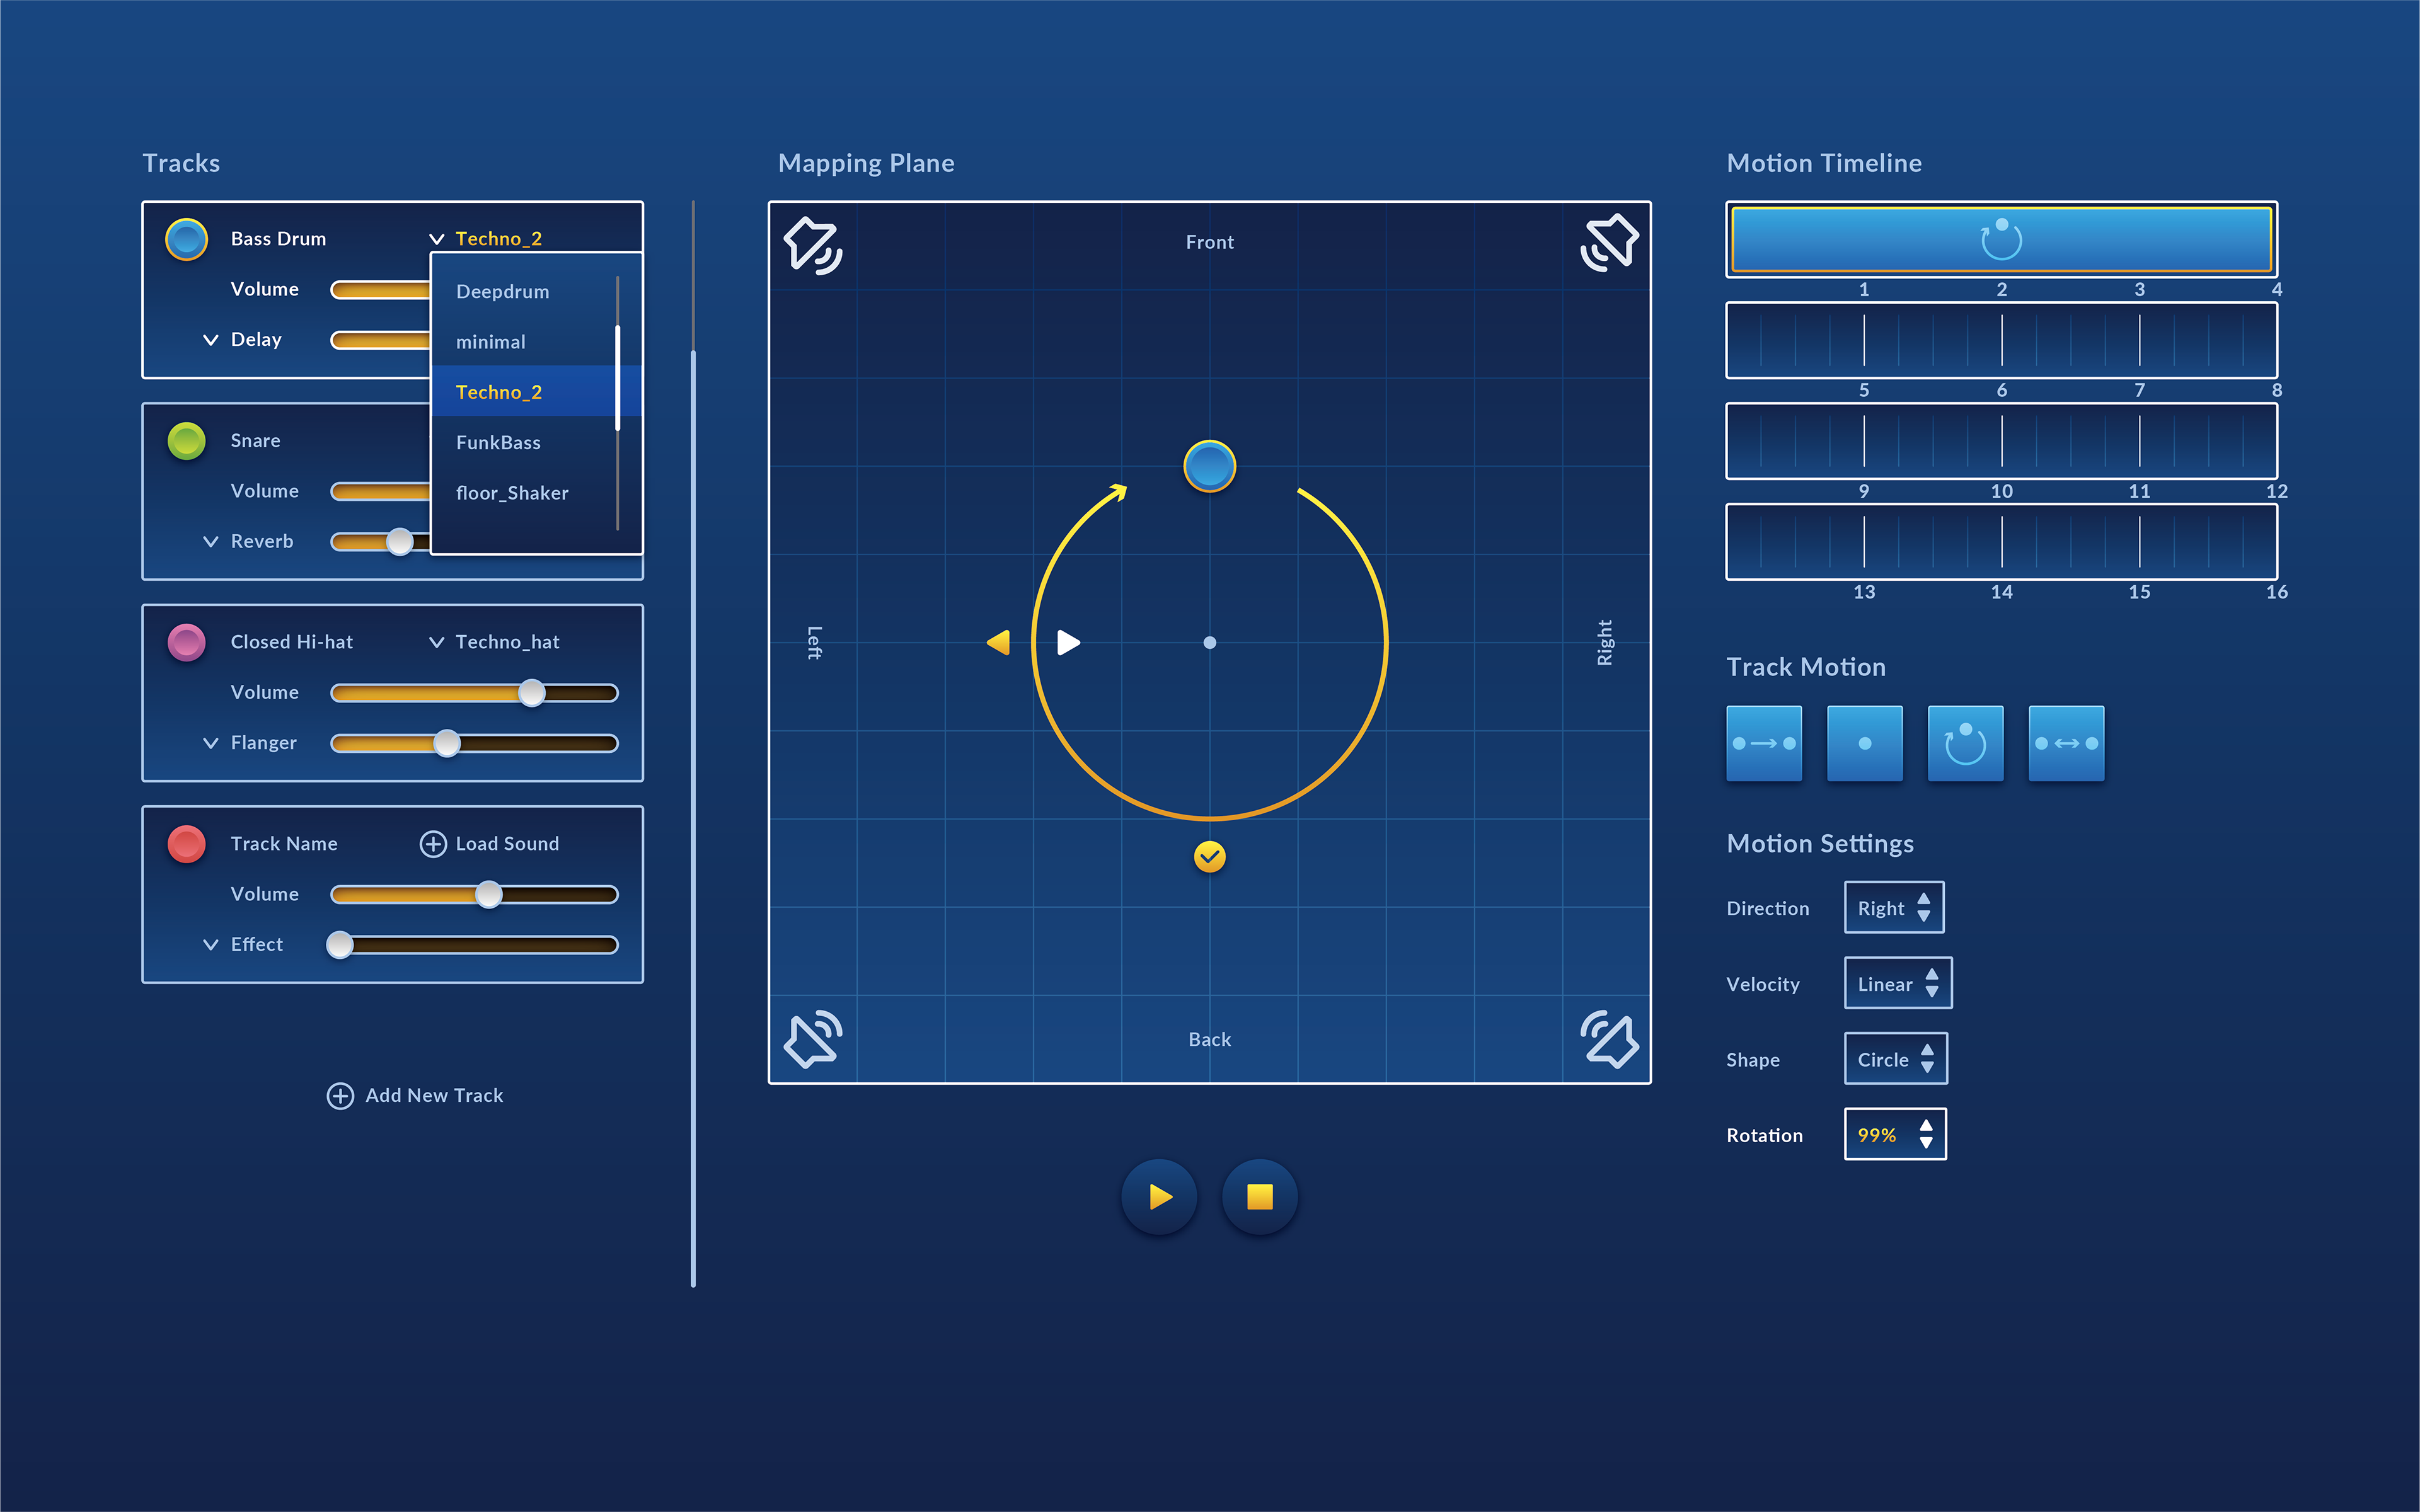 Tracks
Bass Drum
Techno_2
Volume
Delay
Deepdrum
minimal
Techno_2
FunkBass
floor_Shaker
Snare
Volume
Reverb
Closed Hi-hat
Techno_hat
Volume
Flanger
Track Name
Load Sound
Volume
Effect
Add New Track
Mapping Plane
Front
Left
Right
Back
Motion Timeline
1 2 3 4
5 6 7 8
9 10 11 12
13 14 15 16
Track Motion
Motion Settings
Direction Right
Velocity Linear
Shape Circle
Rotation 99%